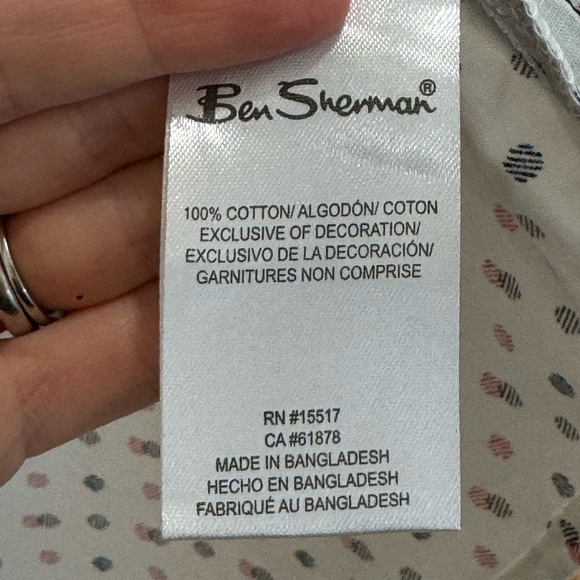 Ben Sherman®
100% COTTON/ ALGODÓN/ COTON
EXCLUSIVE OF DECORATION/
EXCLUSIVO DE LA DECORACIÓN/
GARNITURES NON COMPRISE
RN #15517
CA #61878
MADE IN BANGLADESH
HECHO EN BANGLADESH
FABRIQUÉ AU BANGLADESH